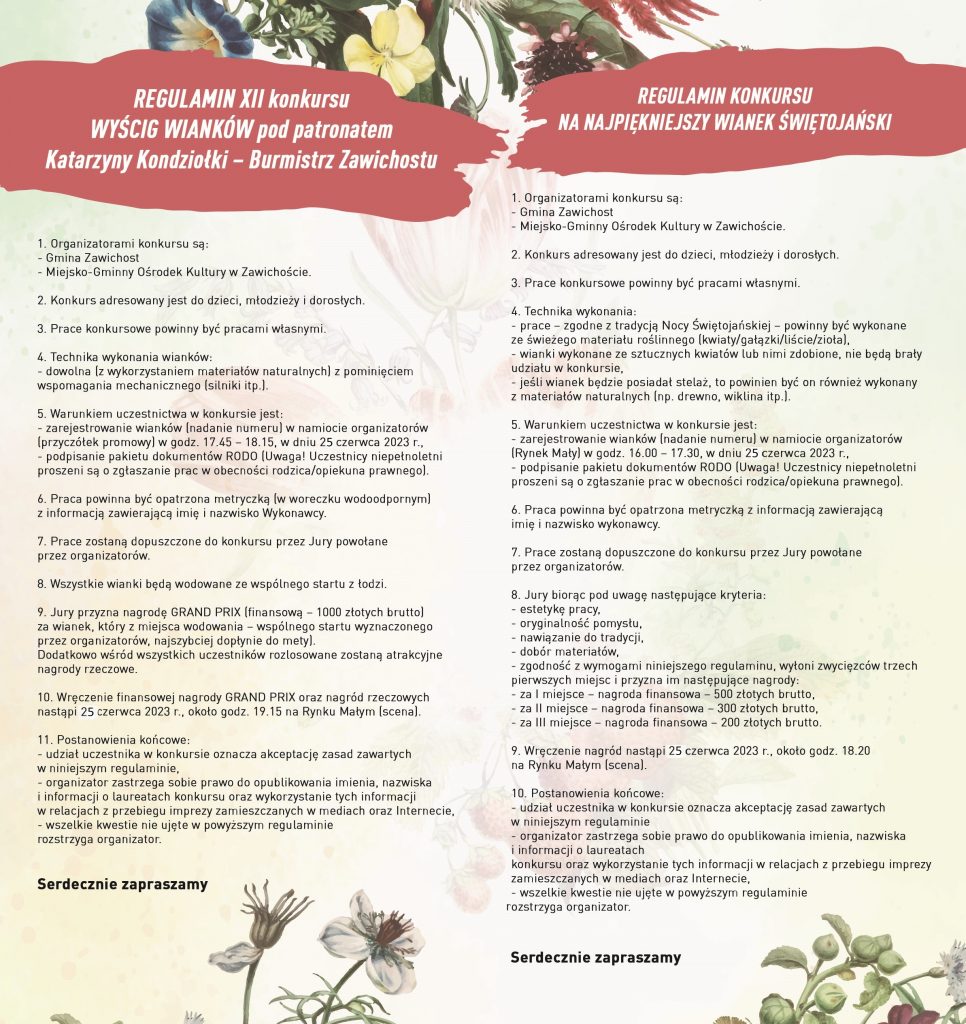 REGULAMIN XII konkursu
WYŚCIG WIANKÓW pod patronatem
Katarzyny Kondziołki – Burmistrz Zawichostu
1. Organizatorami konkursu są:
- Gmina Zawichost
- Miejsko-Gminny Ośrodek Kultury w Zawichoście.
2. Konkurs adresowany jest do dzieci, młodzieży i dorosłych.
3. Prace konkursowe powinny być pracami własnymi.
4. Technika wykonania wianków:
- dowolna (z wykorzystaniem materiałów naturalnych) z pominięciem
wspomagania mechanicznego (silniki itp.).
5. Warunkiem uczestnictwa w konkursie jest:
- zarejestrowanie wianków (nadanie numeru) w namiocie organizatorów
(przyczółek promowy) w godz. 17.45 – 18.15, w dniu 25 czerwca 2023 r.,
- podpisanie pakietu dokumentów RODO (Uwaga! Uczestnicy niepełnoletni
proszeni są o zgłaszanie prac w obecności rodzica/opiekuna prawnego).
6. Praca powinna być opatrzona metryczką (w woreczku wodoodpornym)
z informacją zawierającą imię i nazwisko Wykonawcy.
7. Prace zostaną dopuszczone do konkursu przez Jury powołane
przez organizatorów.
8. Wszystkie wianki będą wodowane ze wspólnego startu z łodzi.
9. Jury przyzna nagrodę GRAND PRIX (finansową – 1000 złotych brutto)
za wianek, który z miejsca wodowania – wspólnego startu wyznaczonego
przez organizatorów, najszybciej dopłynie do mety).
Dodatkowo wśród wszystkich uczestników rozlosowane zostaną atrakcyjne
nagrody rzeczowe.
10. Wręczenie finansowej nagrody GRAND PRIX oraz nagród rzeczowych
nastąpi 25 czerwca 2023 r., około godz. 19.15 na Rynku Małym (scena).
11. Postanowienia końcowe:
- udział uczestnika w konkursie oznacza akceptację zasad zawartych
w niniejszym regulaminie,
- organizator zastrzega sobie prawo do opublikowania imienia, nazwiska
i informacji o laureatach konkursu oraz wykorzystanie tych informacji
w relacjach z przebiegu imprezy zamieszczanych w mediach oraz Internecie,
- wszelkie kwestie nie ujęte w powyższym regulaminie
rozstrzyga organizator.
Serdecznie zapraszamy
REGULAMIN KONKURSU
NA NAJPIĘKNIEJSZY WIANEK ŚWIĘTOJAŃSKI
1. Organizatorami konkursu są:
- Gmina Zawichost
- Miejsko-Gminny Ośrodek Kultury w Zawichoście.
2. Konkurs adresowany jest do dzieci, młodzieży i dorosłych.
3. Prace konkursowe powinny być pracami własnymi.
4. Technika wykonania:
- prace – zgodne z tradycją Nocy Świętojańskiej – powinny być wykonane
ze świeżego materiału roślinnego (kwiaty/gałązki/liście/zioła),
- wianki wykonane ze sztucznych kwiatów lub nimi zdobione, nie będą brały
udziału w konkursie,
- jeśli wianek będzie posiadał stelaż, to powinien być on również wykonany
z materiałów naturalnych (np. drewno, wiklina itp.).
5. Warunkiem uczestnictwa w konkursie jest:
- zarejestrowanie wianków (nadanie numeru) w namiocie organizatorów
(Rynek Mały) w godz. 16.00 – 17.30, w dniu 25 czerwca 2023 r.,
- podpisanie pakietu dokumentów RODO (Uwaga! Uczestnicy niepełnoletni
proszeni są o zgłaszanie prac w obecności rodzica/opiekuna prawnego).
6. Praca powinna być opatrzona metryczką z informacją zawierającą
imię i nazwisko wykonawcy.
7. Prace zostaną dopuszczone do konkursu przez Jury powołane
przez organizatorów.
8. Jury biorąc pod uwagę następujące kryteria:
- estetykę pracy,
- oryginalność pomysłu,
- nawiązanie do tradycji,
- dobór materiałów,
- zgodność z wymogami niniejszego regulaminu, wyłoni zwycięzców trzech
pierwszych miejsc i przyzna im następujące nagrody:
- za I miejsce – nagroda finansowa – 500 złotych brutto,
- za II miejsce – nagroda finansowa – 300 złotych brutto,
- za III miejsce – nagroda finansowa – 200 złotych brutto.
9. Wręczenie nagród nastąpi 25 czerwca 2023 r., około godz. 18.20
na Rynku Małym (scena).
10. Postanowienia końcowe:
- udział uczestnika w konkursie oznacza akceptację zasad zawartych
w niniejszym regulaminie
- organizator zastrzega sobie prawo do opublikowania imienia, nazwiska
i informacji o laureatach
konkursu oraz wykorzystanie tych informacji w relacjach z przebiegu imprezy
zamieszczanych w mediach oraz Internecie,
- wszelkie kwestie nie ujęte w powyższym regulaminie
rozstrzyga organizator.
Serdecznie zapraszamy